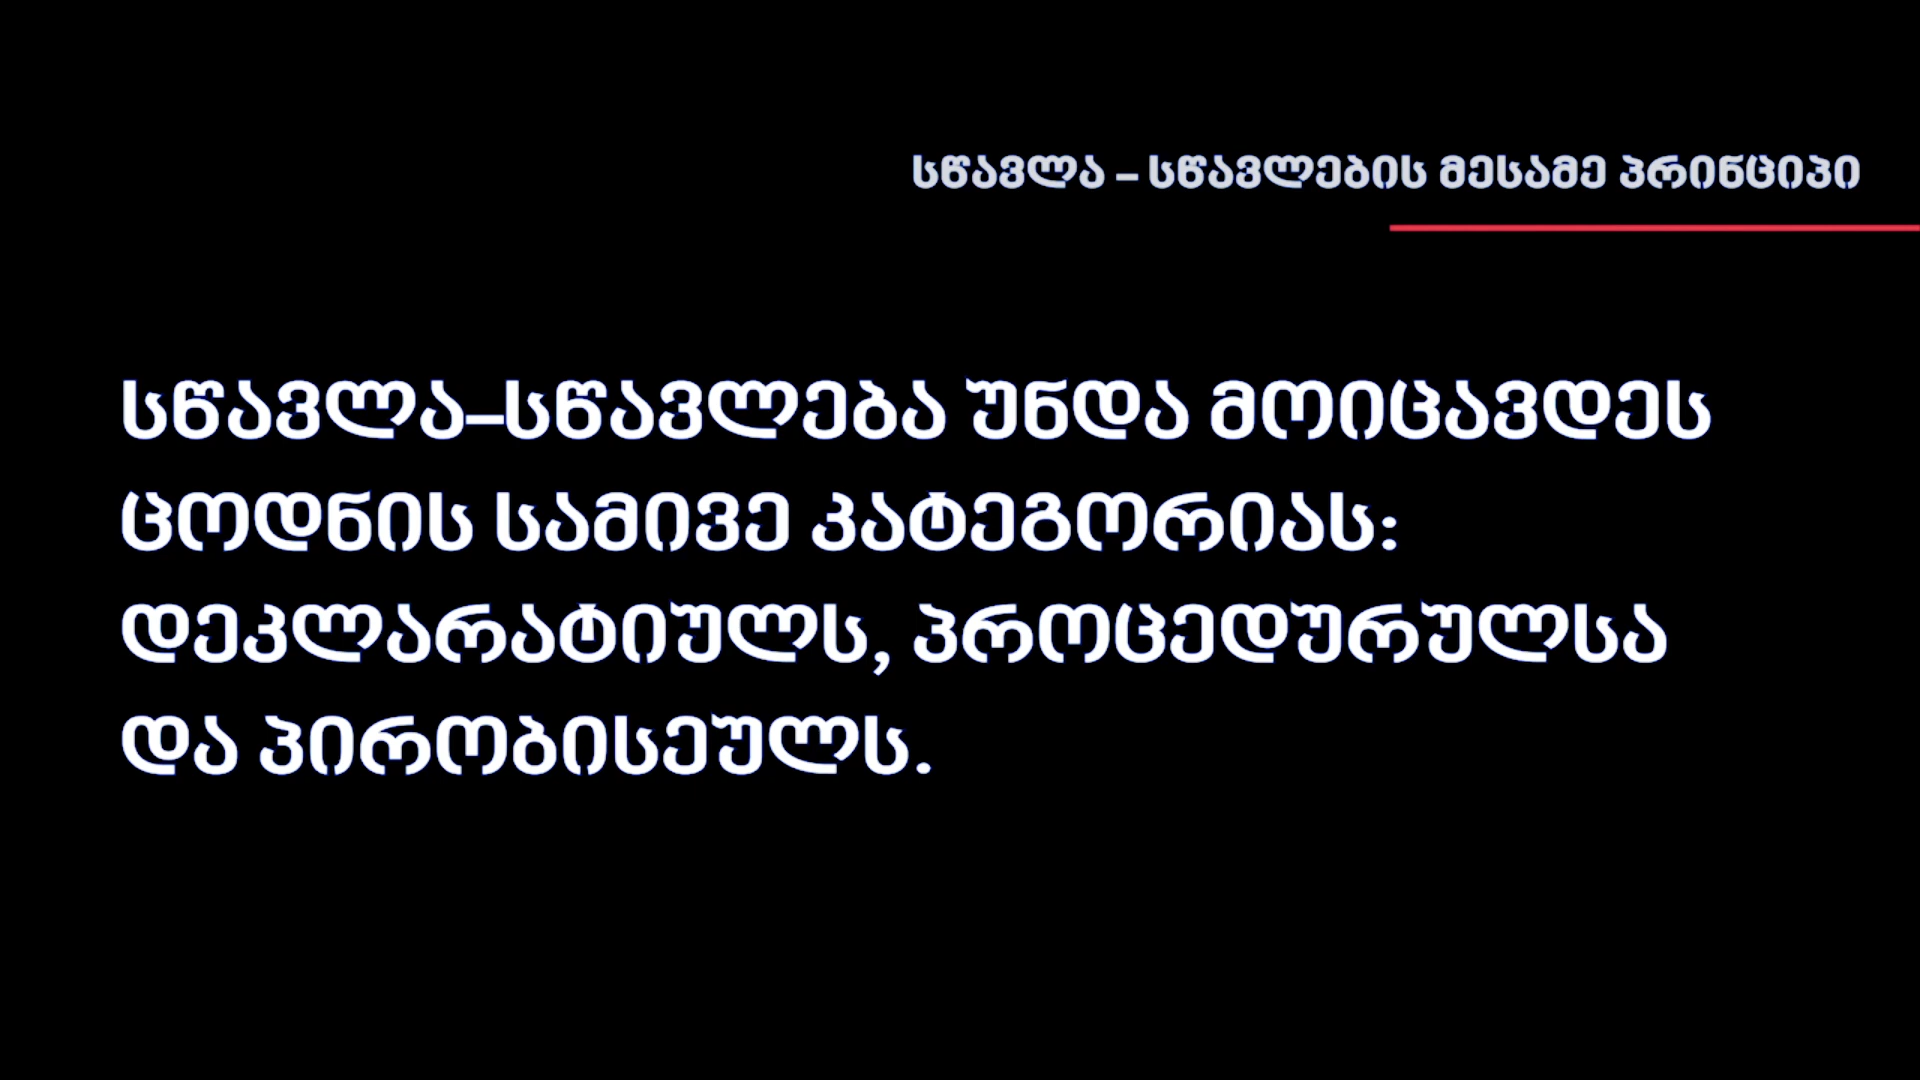 სწავლა – სწავლების მესამე პრინციპი
სწავლა–სწავლება უნდა მოიცავდეს
ცოდნის სამივე კატეგორიას:
დეკლარატიულს, პროცედურულსა
და პირობისეულს.